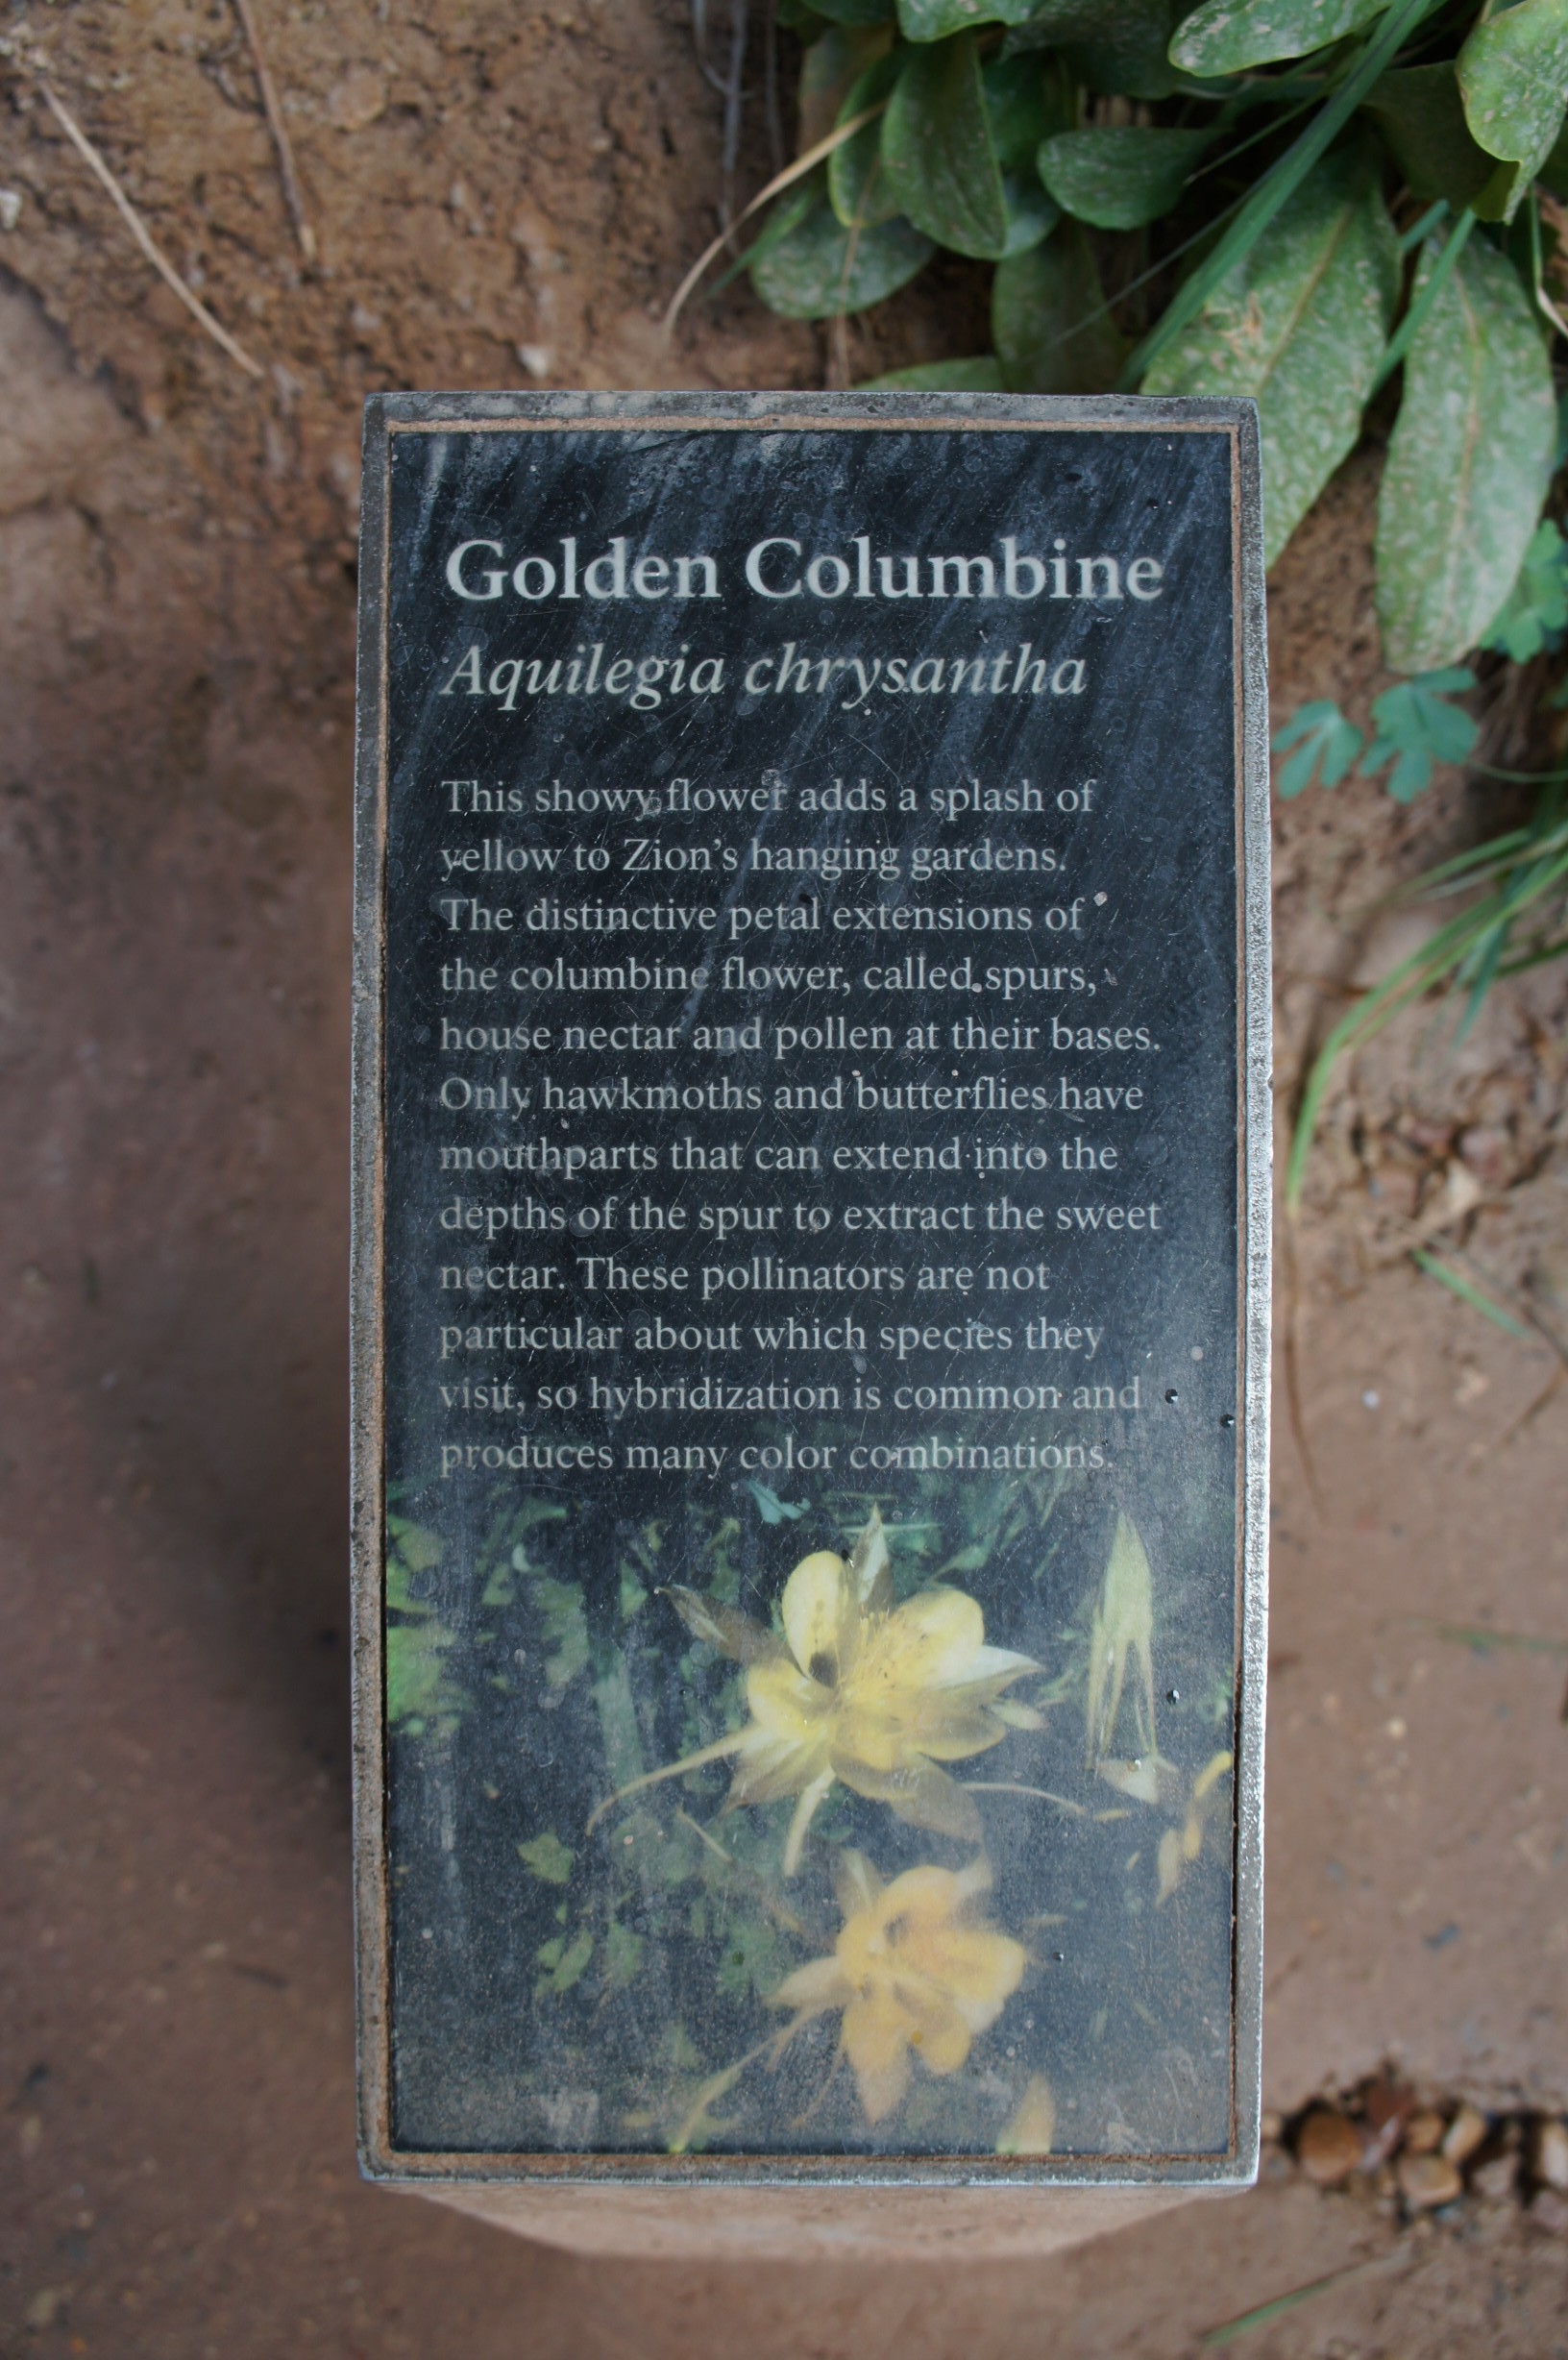 Golden Columbine
Aquilegia chrysantha
This showy flower adds a splash of
yellow to Zion's hanging gardens.
The distinctive petal extensions of
the columbine flower, called spurs,
house nectar and pollen at their bases.
Only hawkmoths and butterflies have
mouthparts that can extend into the
depths of the spur to extract the sweet
nectar. These pollinators are not
particular about which species they
visit, so hybridization is common and
produces many color combinations.